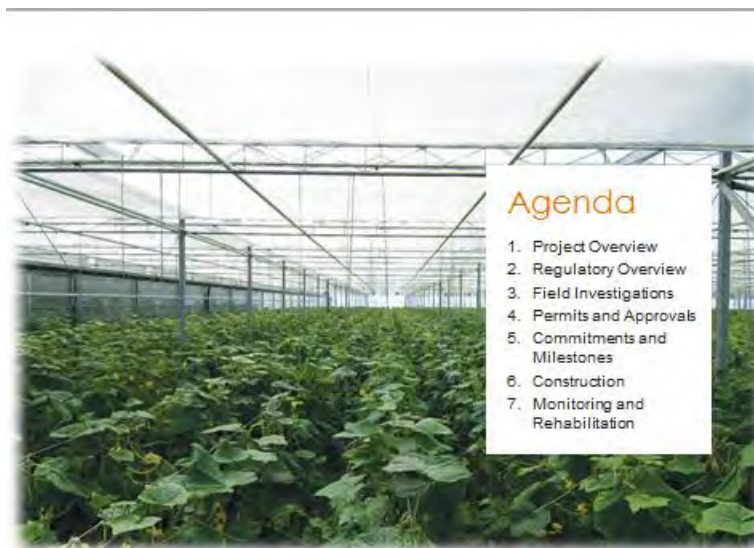 Agenda
1. Project Overview
2. Regulatory Overview
3. Field Investigations
4. Permits and Approvals
5. Commitments and
Milestones
6. Construction
7. Monitoring and
Rehabilitation